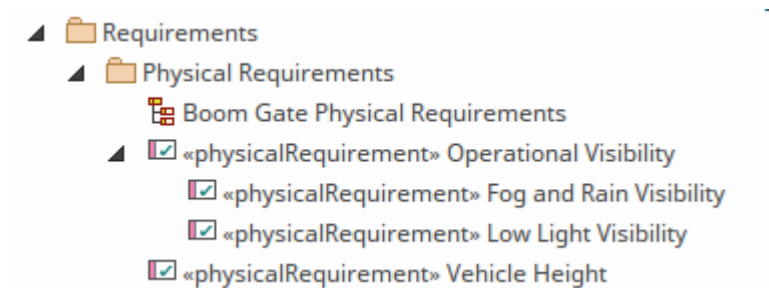 Requirements
Physical Requirements
Boom Gate Physical Requirements
«physicalRequirement» Operational Visibility
«physicalRequirement» Fog and Rain Visibility
«physicalRequirement» Low Light Visibility
«physicalRequirement» Vehicle Height